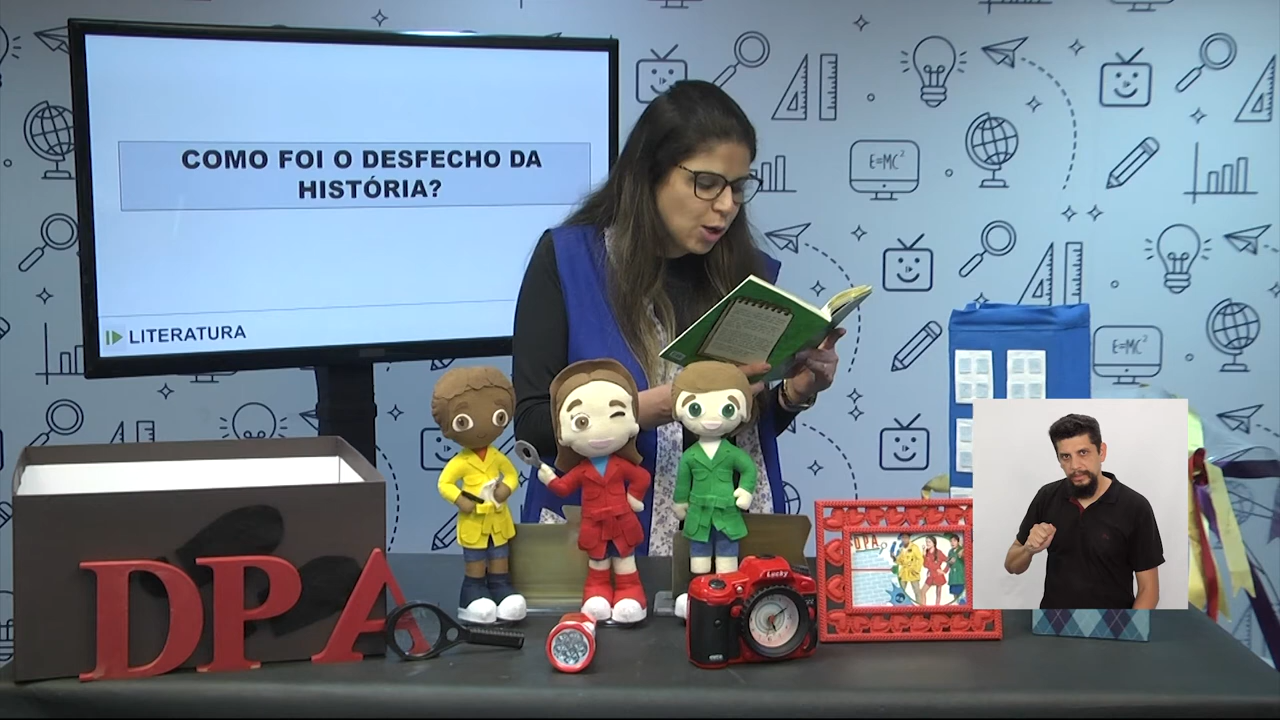 COMO FOI O DESFECHO DA
HISTÓRIA?
LITERATURA
E=MC²
E=MC²
DPA
Lucky
DPA